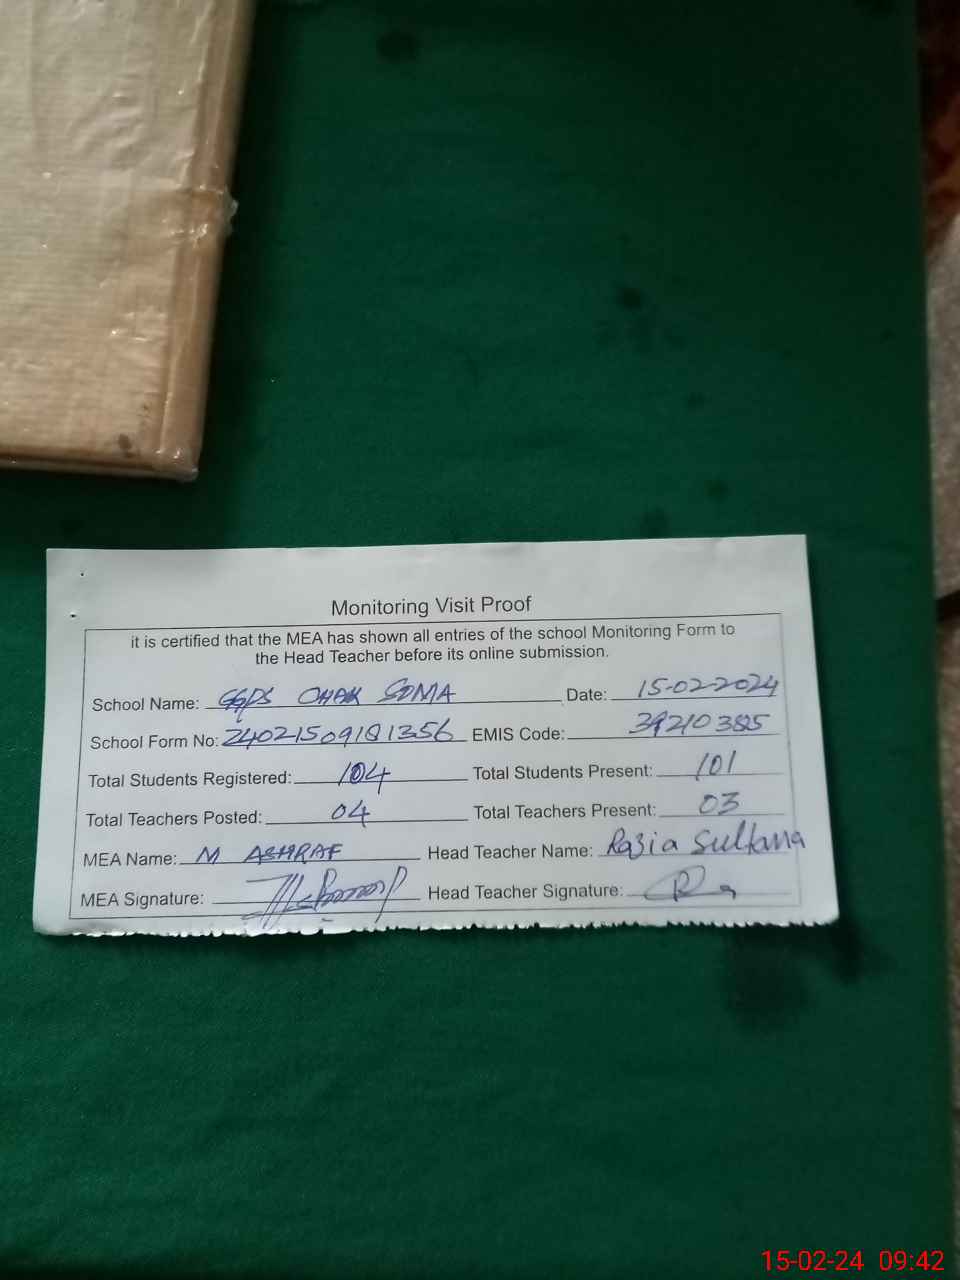 Monitoring Visit Proof
it is certified that the MEA has shown all entries of the school Monitoring Form to
the Head Teacher before its online submission.
School Name: GGPS CHAK SOMA Date: 15-02-2024
School Form No: 24021509181356 EMIS Code: 39210385
Total Students Registered: 104 Total Students Present: 101
Total Teachers Posted: 04 Total Teachers Present: 03
MEA Name: M ASHRAF Head Teacher Name: Razia Sultana
MEA Signature: Head Teacher Signature:
15-02-24 09:42